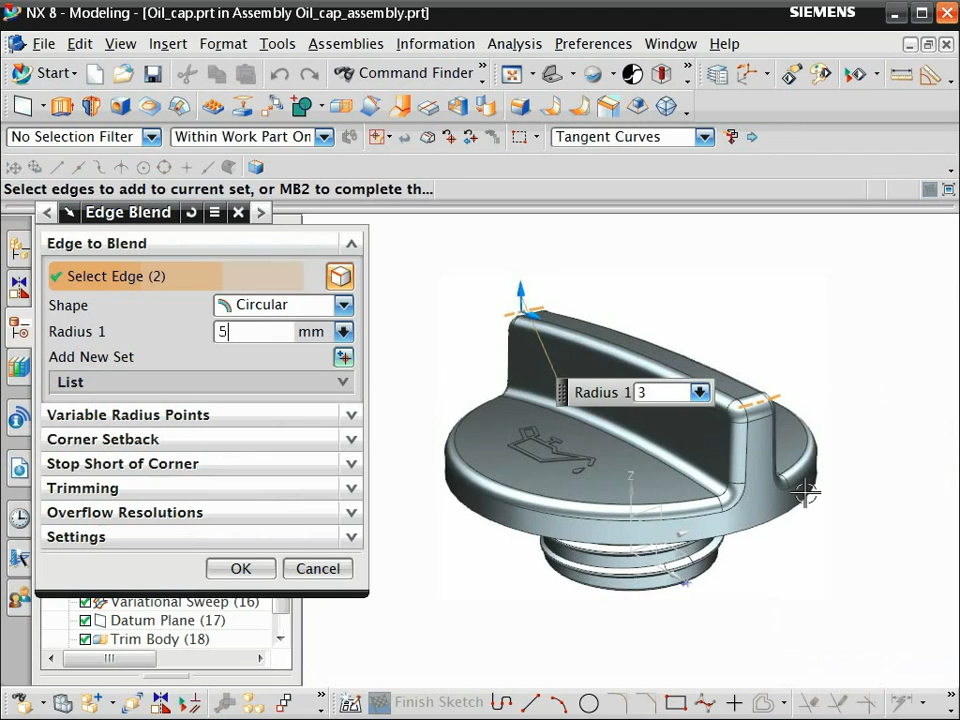 NX 8 - Modeling - [Oil_cap.prt in Assembly Oil_cap_assembly.prt]
SIEMENS
File Edit View Insert Format Tools Assemblies Information Analysis Preferences Window Help
Start Command Finder
No Selection Filter Within Work Part On Tangent Curves
Select edges to add to current set, or MB2 to complete th...
Edge Blend
Edge to Blend
Select Edge (2)
Shape Circular
Radius 1 5 mm
Add New Set
List
Variable Radius Points
Corner Setback
Stop Short of Corner
Trimming
Overflow Resolutions
Settings
OK Cancel
Variational Sweep (16)
Datum Plane (17)
Trim Body (18)
Radius 1 3
Z
Finish Sketch